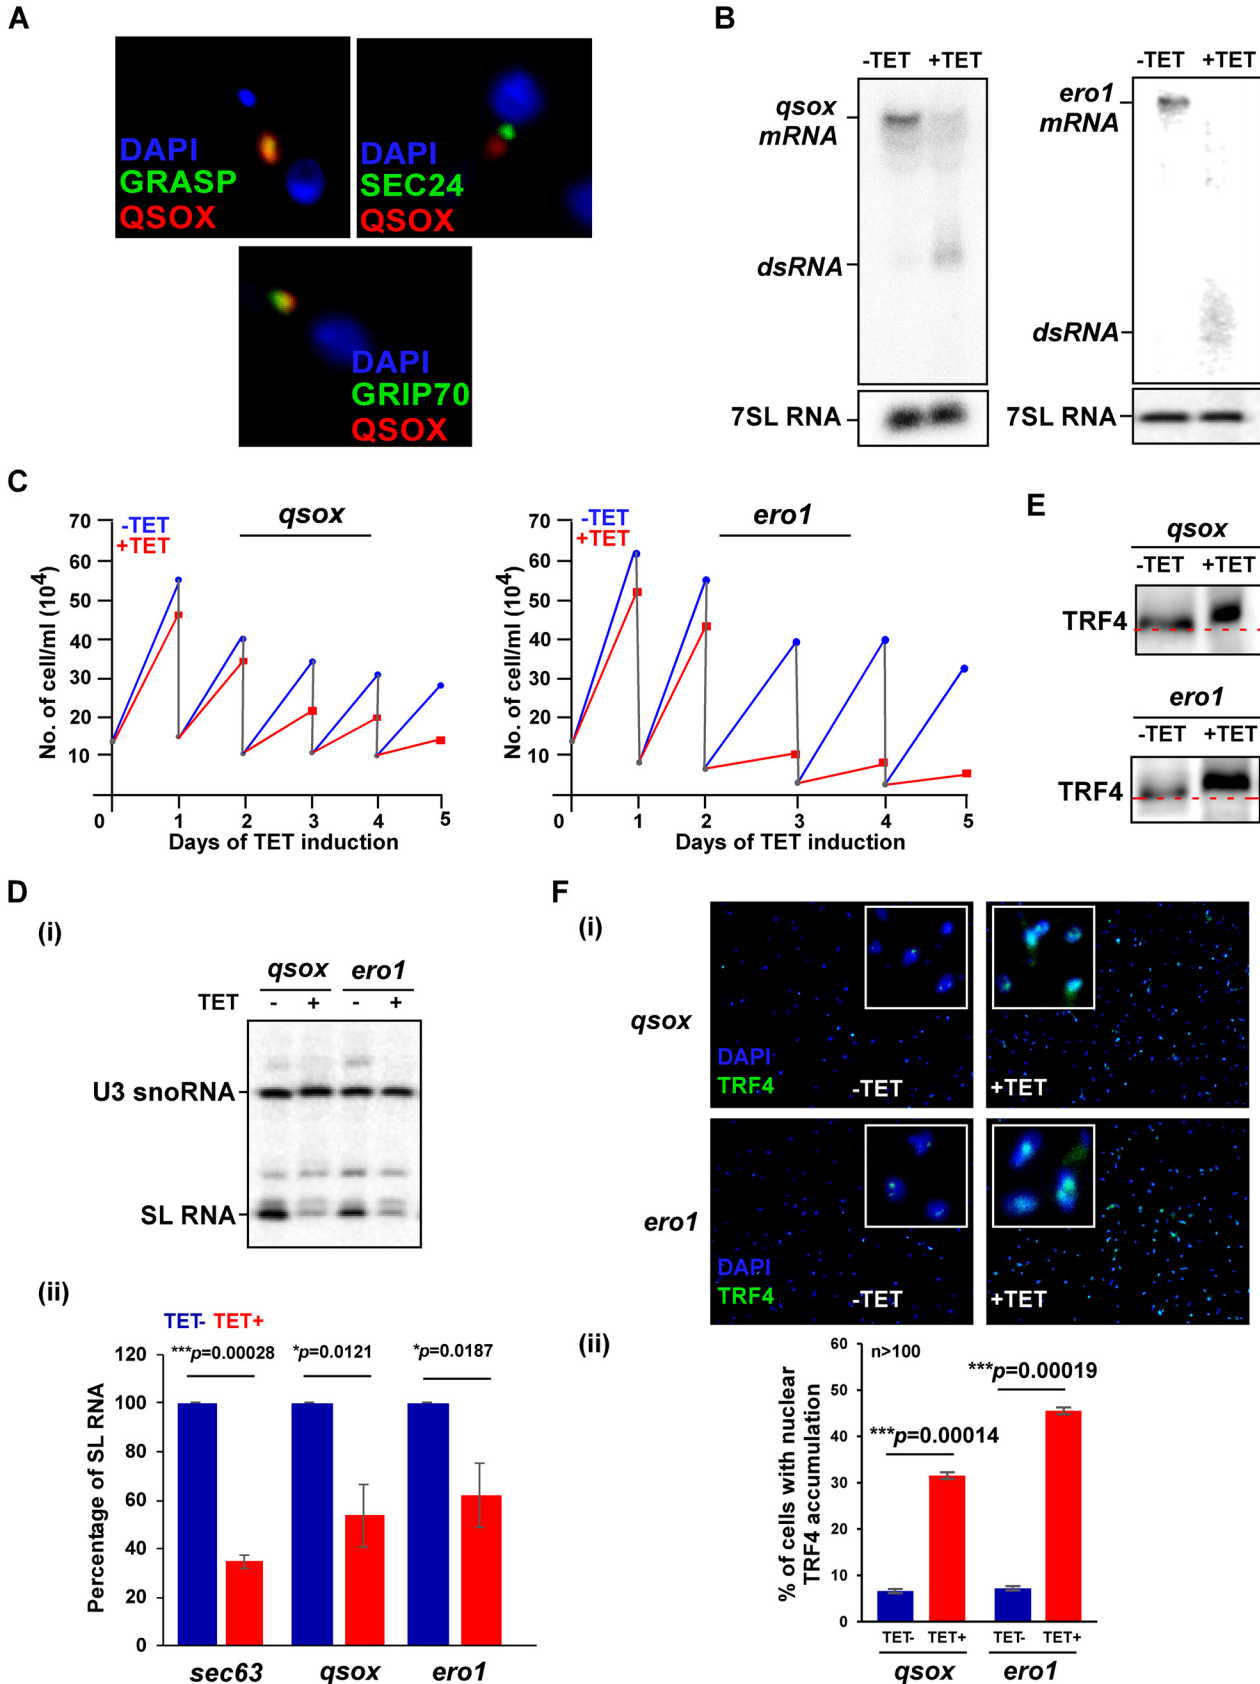 A
DAPI
GRASP
QSOX
DAPI
SEC24
QSOX
DAPI
GRIP70
QSOX
B
-TET +TET
qsox
mRNA
dsRNA
7SL RNA
-TET +TET
ero1
mRNA
dsRNA
7SL RNA
C
qsox
-TET
+TET
No. of cell/ml (10⁴)
70
60
50
40
30
20
10
0 1 2 3 4 5
Days of TET induction
ero1
-TET
+TET
No. of cell/ml (10⁴)
70
60
50
40
30
20
10
0 1 2 3 4 5
Days of TET induction
E
qsox
-TET +TET
TRF4
ero1
-TET +TET
TRF4
D
(i)
qsox ero1
TET - + - +
U3 snoRNA
SL RNA
(ii)
TET- TET+
***p=0.00028 *p=0.0121 *p=0.0187
Percentage of SL RNA
120
100
80
60
40
20
0
sec63 qsox ero1
F
(i)
qsox
DAPI
TRF4
-TET
+TET
ero1
DAPI
TRF4
-TET
+TET
(ii)
n>100
***p=0.00014
***p=0.00019
% of cells with nuclear
TRF4 accumulation
60
50
40
30
20
10
0
TET- TET+ TET- TET+
qsox ero1